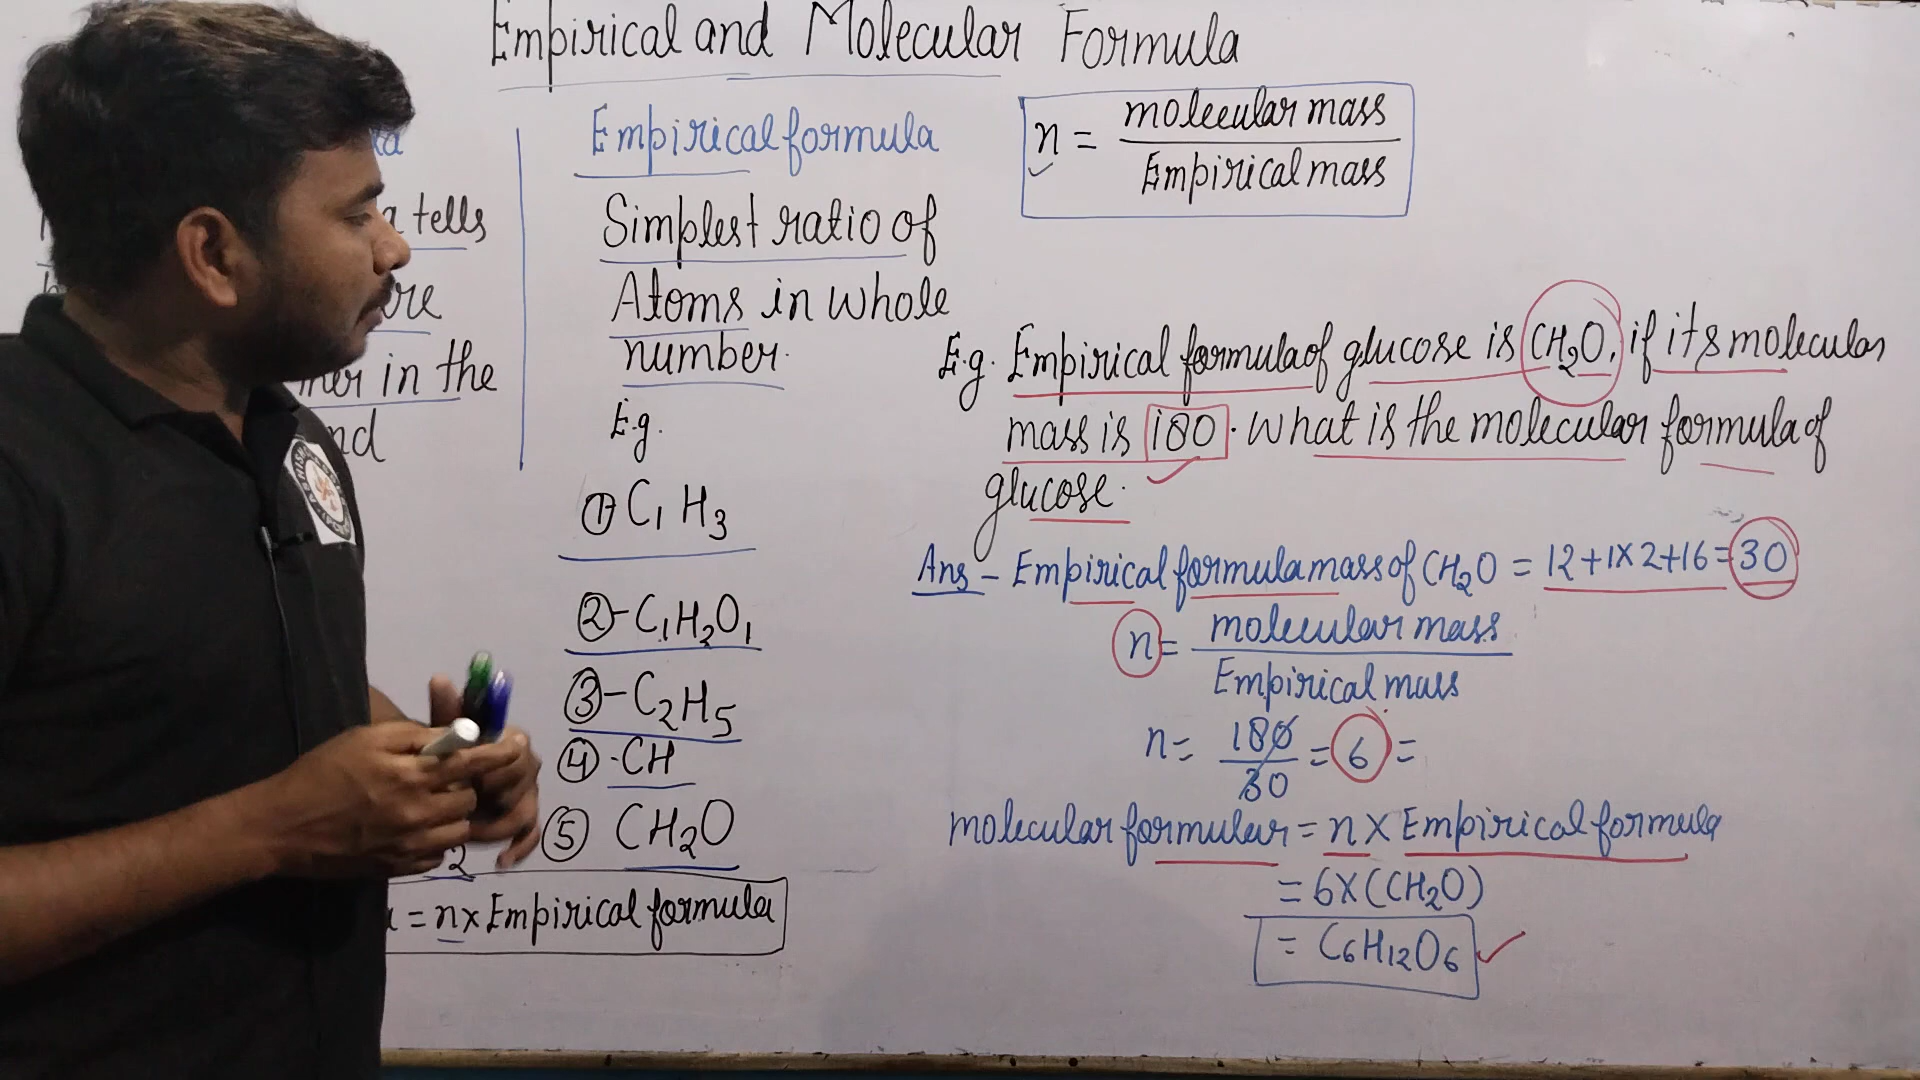 Empirical and Molecular Formula
tells
in the
Empirical formula
Simplest ratio of
Atoms in whole
number.
E.g.
① C₁ H₃
②- C₁H₂O₁
③- C₂H₅
④ · CH
⑤ CH₂O
2
= n x Empirical formula
n = molecular mass
Empirical mass
E.g. Empirical formula of glucose is CH₂O, if its molecular
mass is 180. What is the molecular formula of
glucose.
Ans - Empirical formula mass of CH₂O = 12+1x2+16=30
n = molecular mass
Empirical mass
n = 180 = 6 =
30
molecular formular = n x Empirical formula
= 6x(CH₂O)
= C₆H₁₂O₆